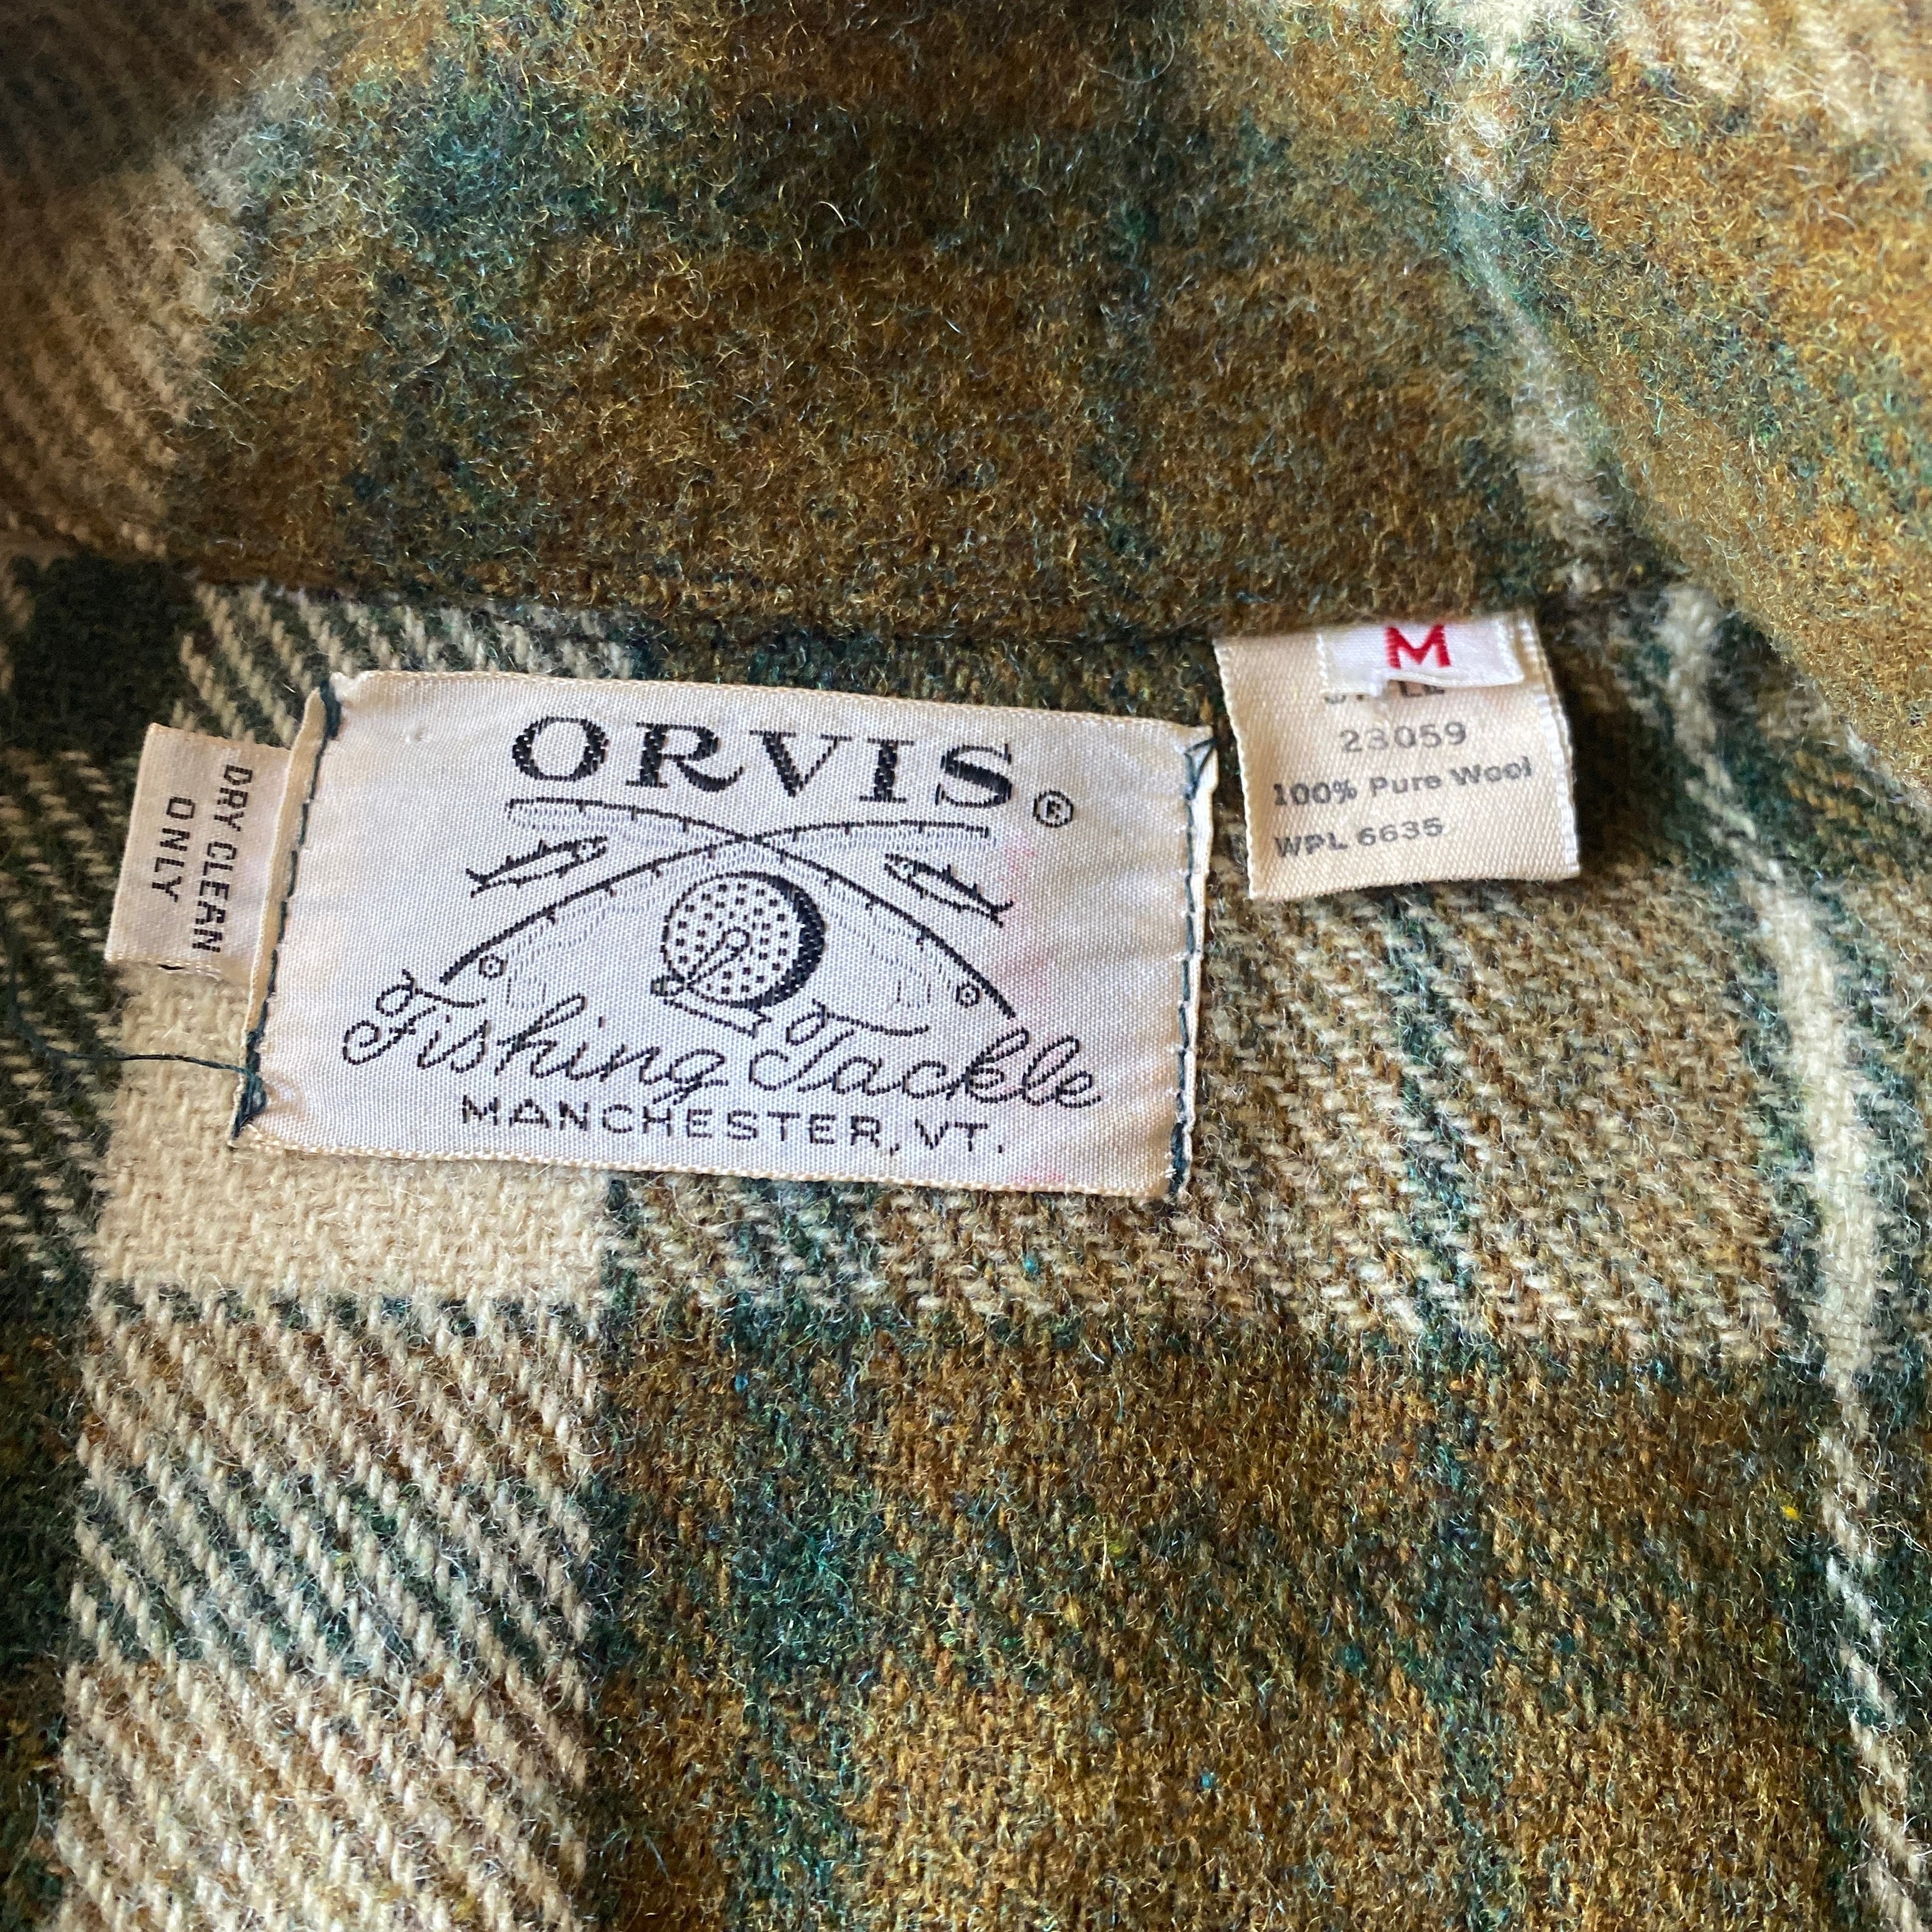 ORVIS ®
Fishing Tackle
MANCHESTER, VT.
DRY CLEAN
ONLY
M
23059
100% Pure Wool
WPL 6635